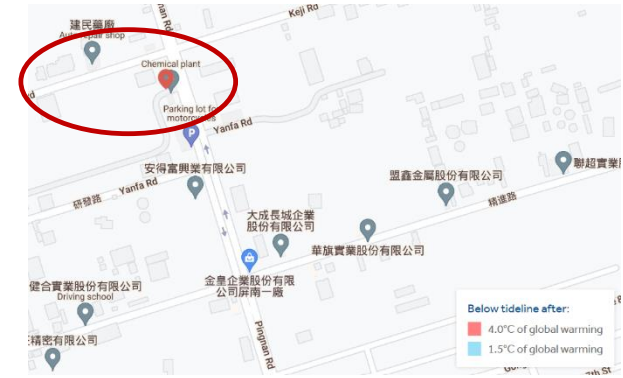 Keji Rd
an Rd
建民藥廠
Auto repair shop
Chemical plant
Parking lot for
motorcycles
Yanfa Rd
P
安得富興業有限公司
聯超實業
盟鑫金屬股份有限公司
研發路
Yanfa Rd
精進路
大成長城企業
股份有限公司
華旗實業股份有限公司
健合實業股份有限公司
Driving school
金皇企業股份有限
公司屏南一廠
Below tideline after:
4.0°C of global warming
1.5°C of global warming
Pingnan Rd
精密有限公司
7th St